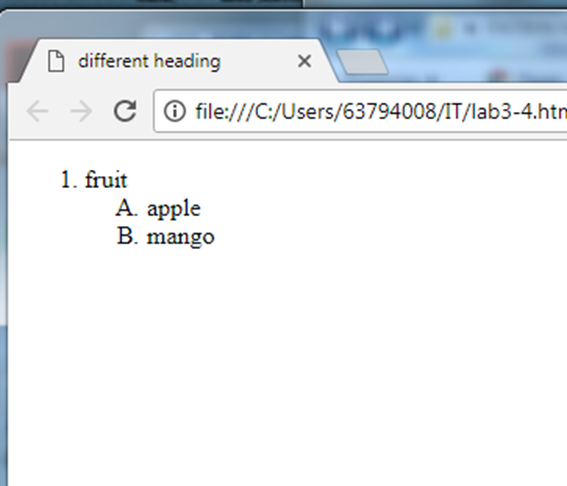 different heading
file:///C:/Users/63794008/IT/lab3-4.htm
1. fruit
A. apple
B. mango